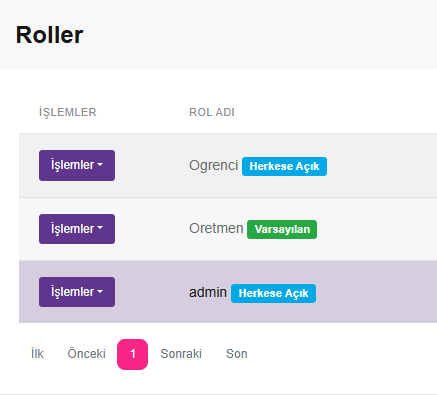 Roller
İŞLEMLER ROL ADI
İşlemler Ogrenci Herkese Açık
İşlemler Oretmen Varsayılan
İşlemler admin Herkese Açık
İlk Önceki 1 Sonraki Son